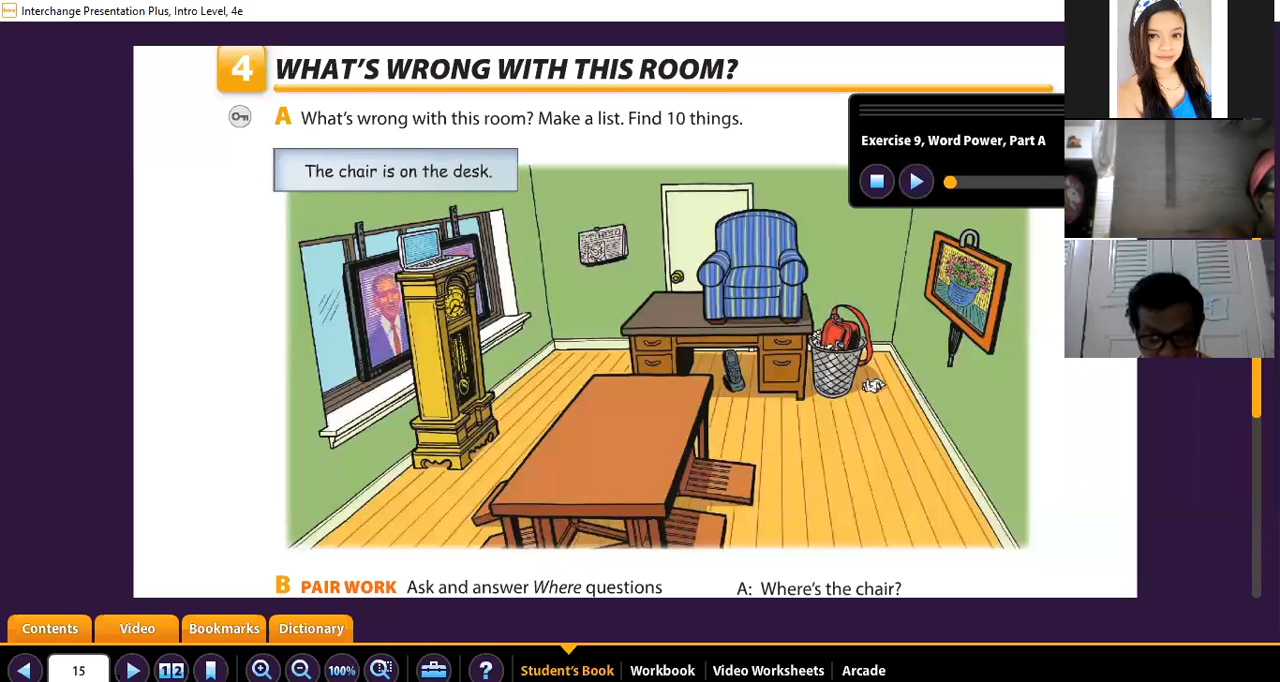 Interchange Presentation Plus, Intro Level, 4e
4 WHAT'S WRONG WITH THIS ROOM?
A What's wrong with this room? Make a list. Find 10 things.
Exercise 9, Word Power, Part A
The chair is on the desk.
B PAIR WORK Ask and answer Where questions
A: Where's the chair?
Contents Video Bookmarks Dictionary
15 1 2 100% ? Student's Book Workbook Video Worksheets Arcade